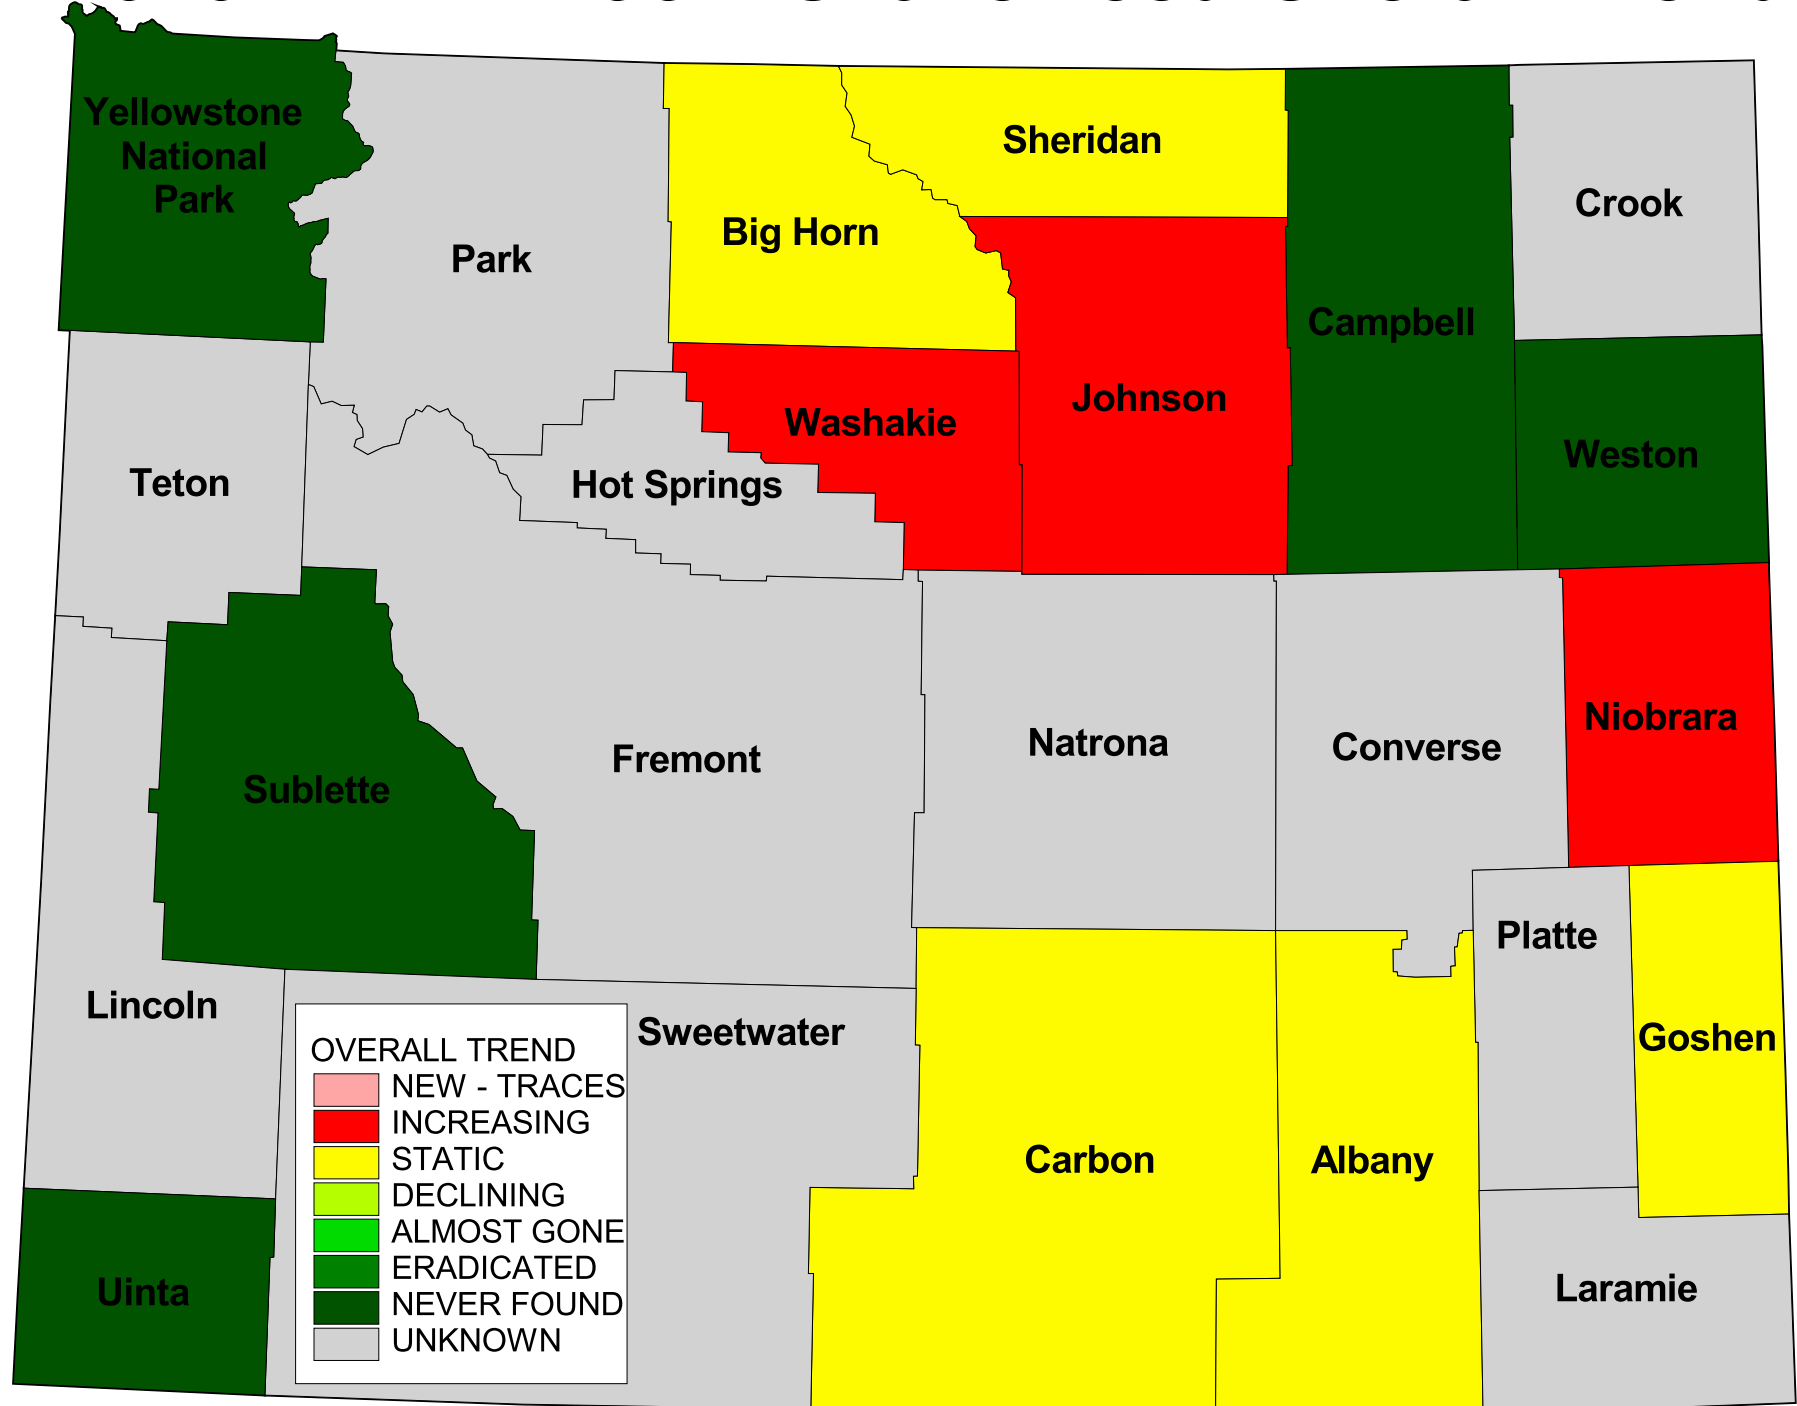 Yellowstone
National
Park
Park
Big Horn
Sheridan
Campbell
Crook
Johnson
Washakie
Hot Springs
Teton
Weston
Sublette
Fremont
Natrona
Converse
Niobrara
Platte
Lincoln
Sweetwater
Goshen
Carbon
Albany
Uinta
Laramie
OVERALL TREND
NEW - TRACES
INCREASING
STATIC
DECLINING
ALMOST GONE
ERADICATED
NEVER FOUND
UNKNOWN